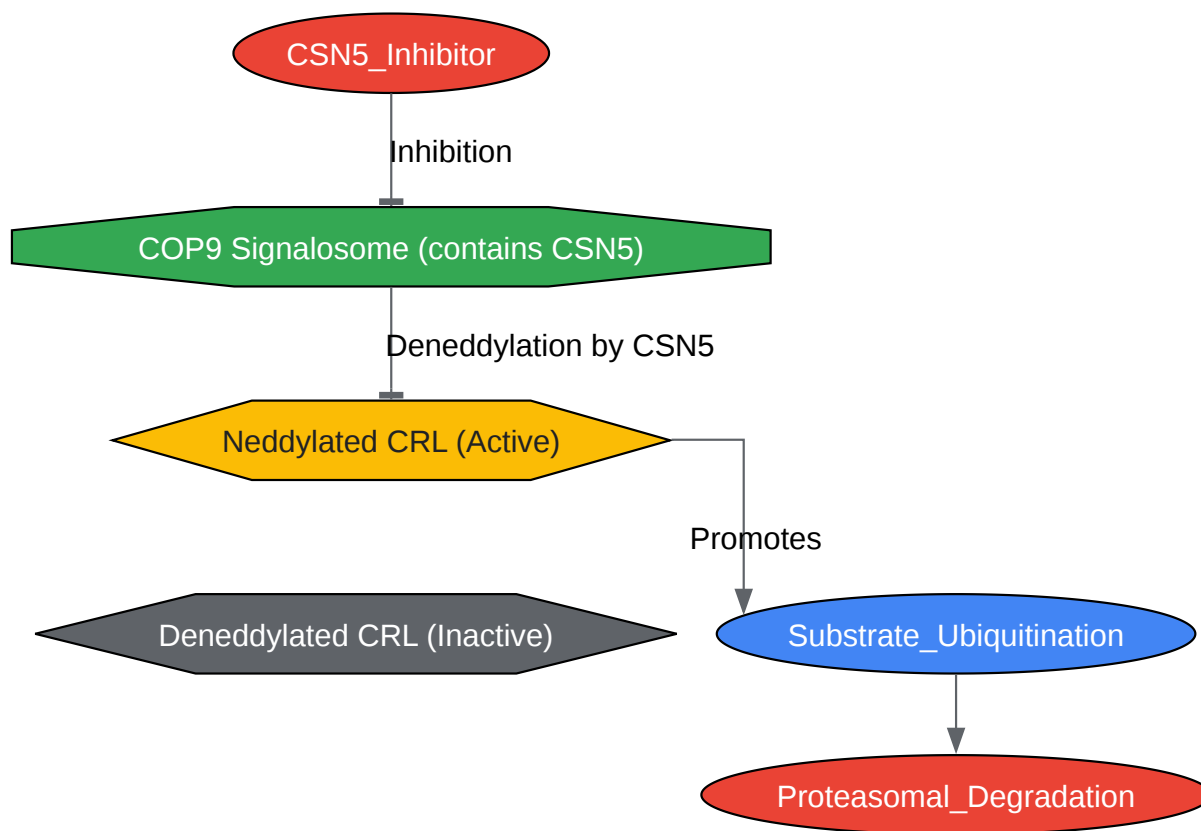 CSN5_Inhibitor
Inhibition
COP9 Signalosome (contains CSN5)
Deneddylation by CSN5
Neddylated CRL (Active)
Promotes
Deneddylated CRL (Inactive)
Substrate_Ubiquitination
Proteasomal_Degradation